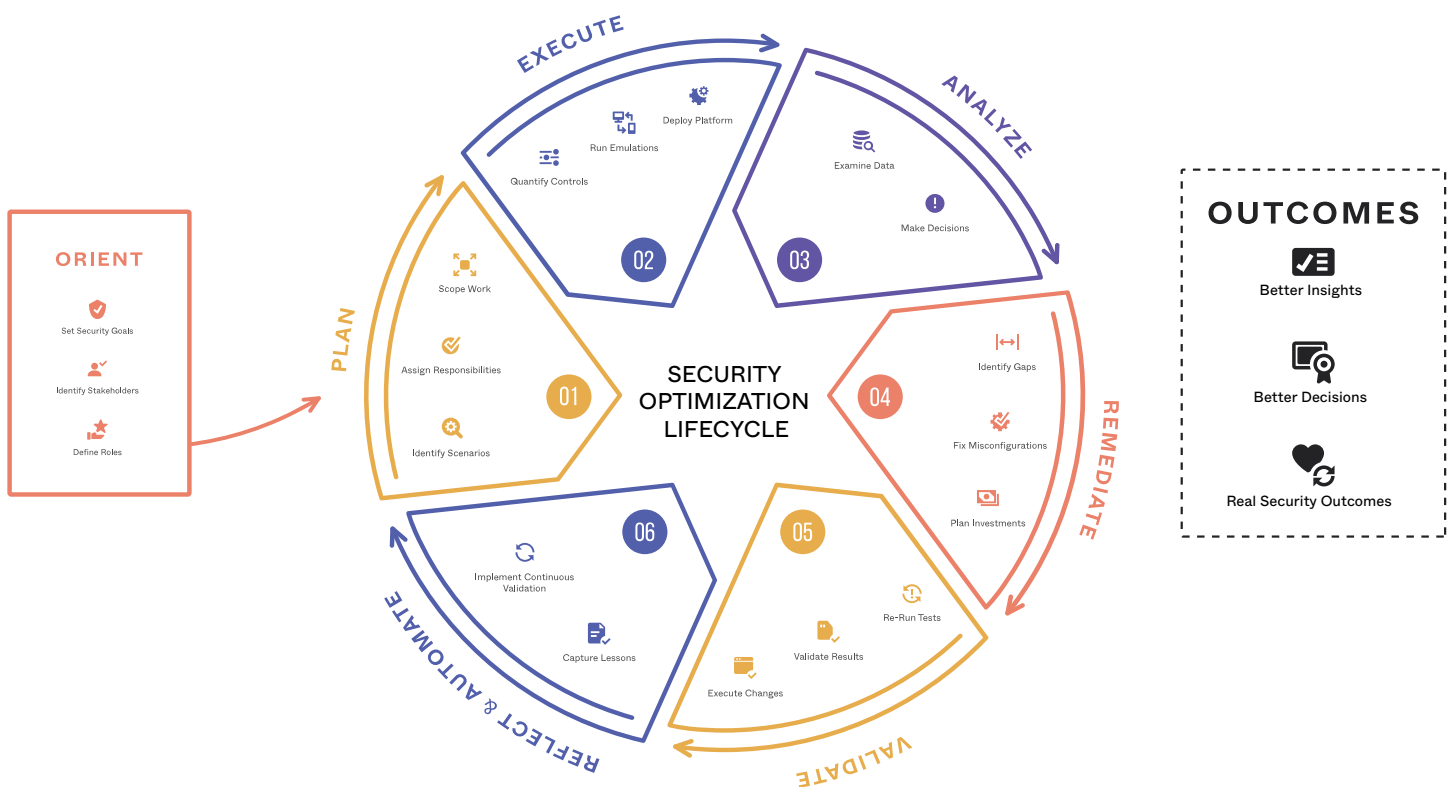 ORIENT
Set Security Goals
Identify Stakeholders
Define Roles
SECURITY
OPTIMIZATION
LIFECYCLE
PLAN
01
Scope Work
Assign Responsibilities
Identify Scenarios
EXECUTE
02
Deploy Platform
Run Emulations
Quantify Controls
ANALYZE
03
Examine Data
Make Decisions
REMEDIATE
04
Identify Gaps
Fix Misconfigurations
Plan Investments
VALIDATE
05
Re-Run Tests
Validate Results
Execute Changes
REFLECT & AUTOMATE
06
Implement Continuous
Validation
Capture Lessons
OUTCOMES
Better Insights
Better Decisions
Real Security Outcomes